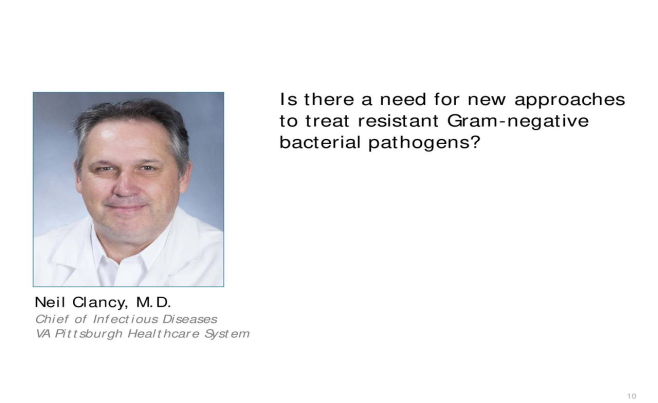 Is there a need for new approaches
to treat resistant Gram-negative
bacterial pathogens?
Neil Clancy, M.D.
Chief of Infectious Diseases
VA Pittsburgh Healthcare System
10